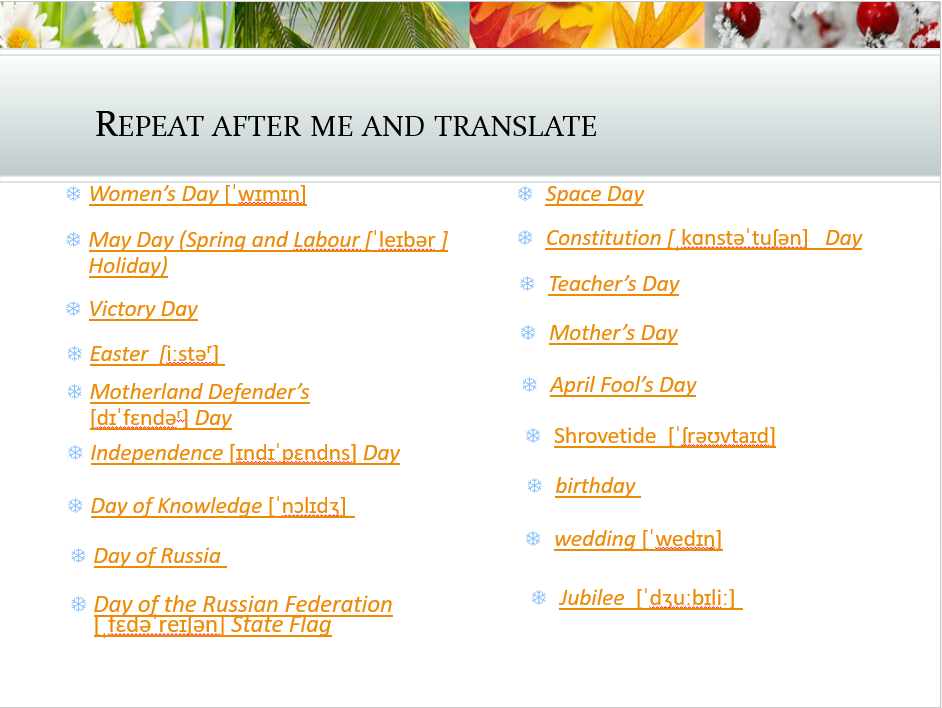 REPEAT AFTER ME AND TRANSLATE
Women's Day [ˈwɪmɪn]
May Day (Spring and Labour [ˈleɪbər ]
Holiday)
Victory Day
Easter [iːstəʳ]
Motherland Defender's
[dɪˈfɛndəʳ] Day
Independence [ɪndɪˈpɛndns] Day
Day of Knowledge [ˈnɔlɪdʒ]
Day of Russia
Day of the Russian Federation
[ˌfɛdəˈreɪʃən] State Flag
Space Day
Constitution [ˌkɑnstəˈtuʃən] Day
Teacher's Day
Mother's Day
April Fool's Day
Shrovetide [ˈʃrəʊvtaɪd]
birthday
wedding [ˈwedɪŋ]
Jubilee [ˈdʒuːbɪliː]